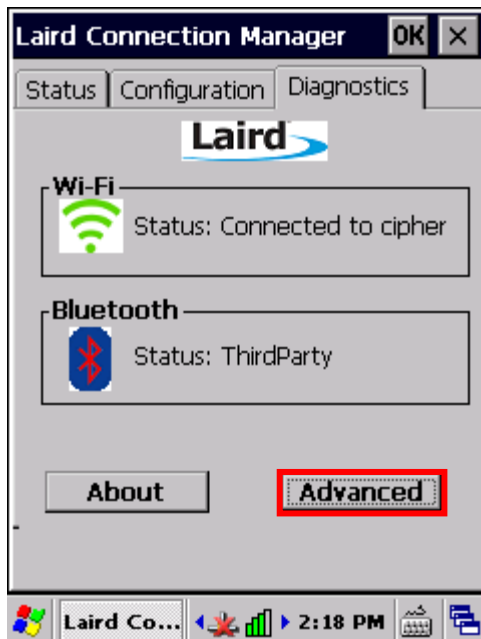 Laird Connection Manager OK ×
Status Configuration Diagnostics
Laird
Wi-Fi
Status: Connected to cipher
Bluetooth
Status: ThirdParty
About Advanced
Laird Co... 2:18 PM